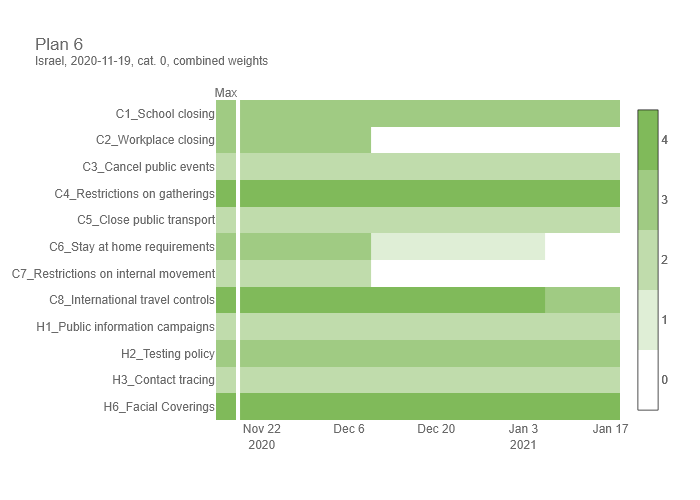 Plan 6
Israel, 2020-11-19, cat. 0, combined weights
Max
C1_School closing
C2_Workplace closing
C3_Cancel public events
C4_Restrictions on gatherings
C5_Close public transport
C6_Stay at home requirements
C7_Restrictions on internal movement
C8_International travel controls
H1_Public information campaigns
H2_Testing policy
H3_Contact tracing
H6_Facial Coverings
4
3
2
1
0
Nov 22 Dec 6 Dec 20 Jan 3 Jan 17
2020 2021